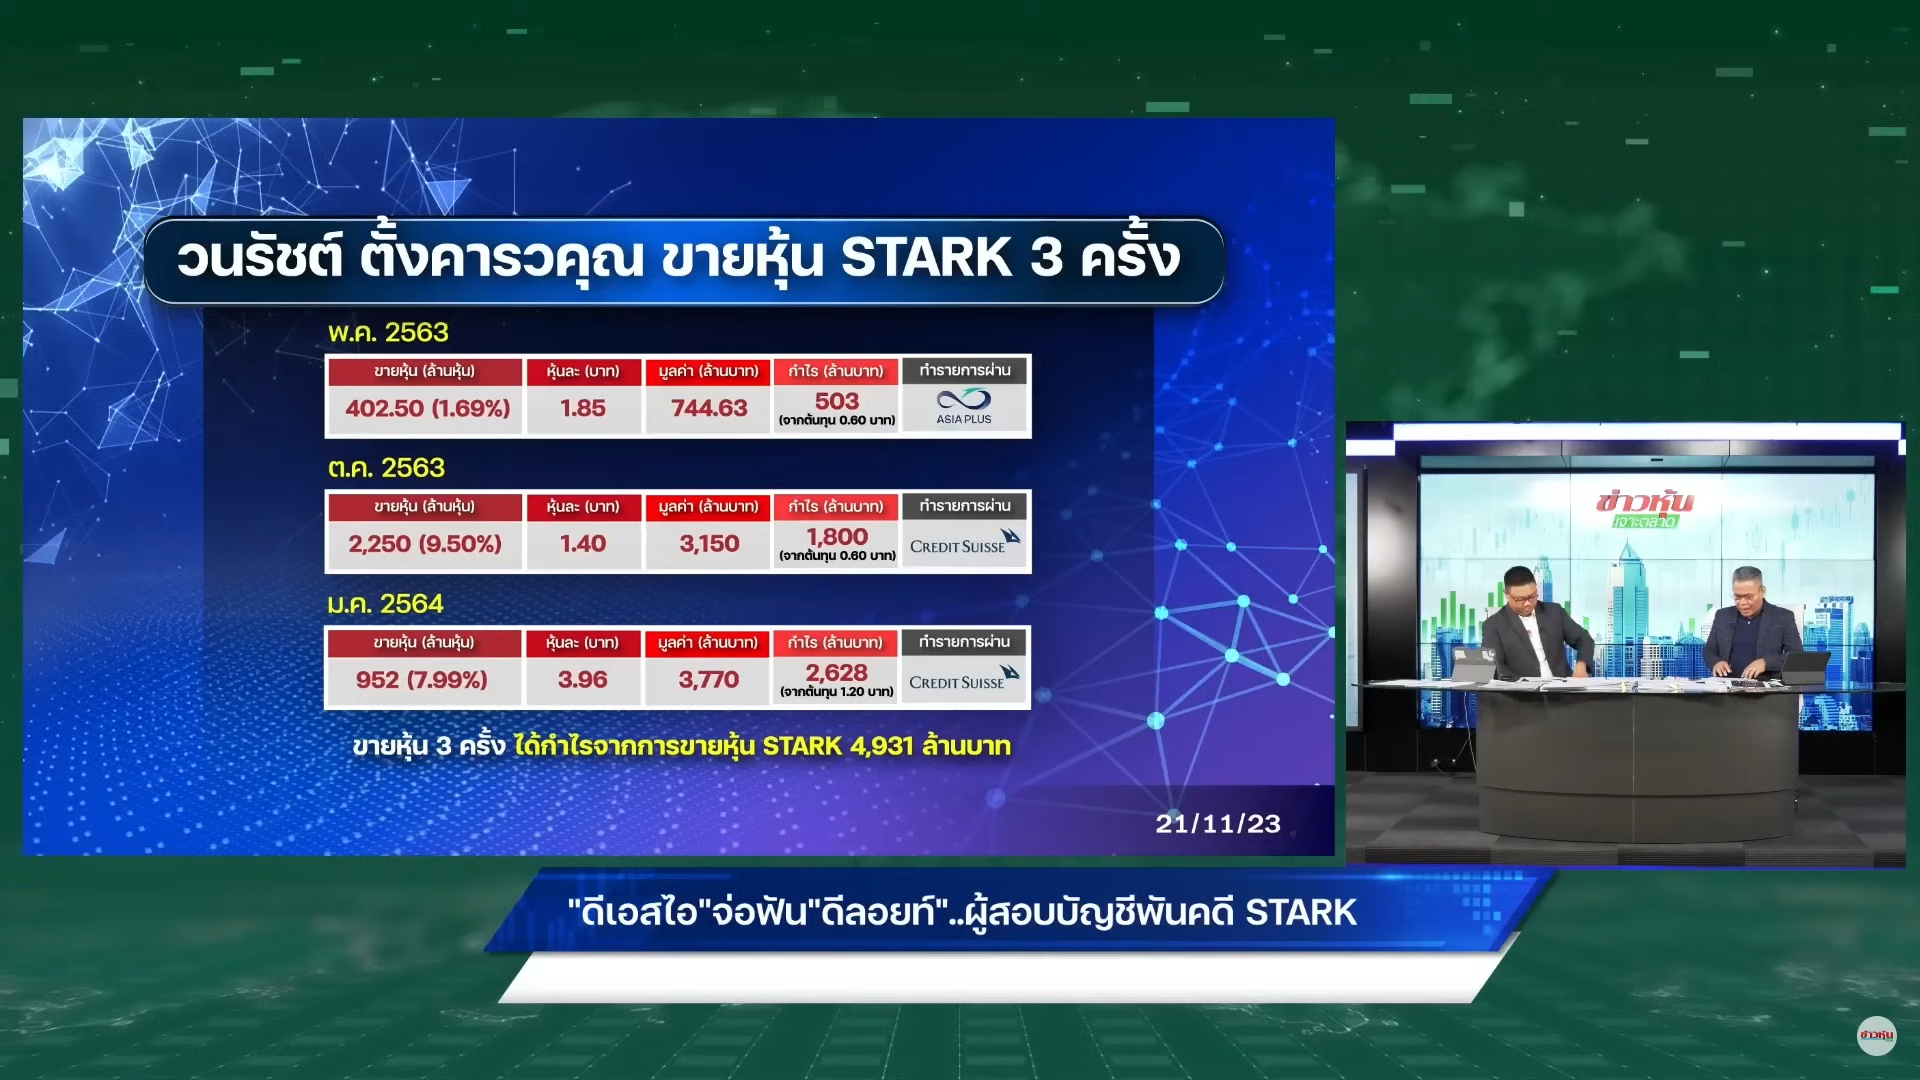 วนรัชต์ ตั้งคารวคุณ ขายหุ้น STARK 3 ครั้ง
พ.ค. 2563
ขายหุ้น (ล้านหุ้น) หุ้นละ (บาท) มูลค่า (ล้านบาท) กำไร (ล้านบาท) ทำรายการผ่าน
402.50 (1.69%) 1.85 744.63 503 ASIA PLUS
(จากต้นทุน 0.60 บาท)
ต.ค. 2563
ขายหุ้น (ล้านหุ้น) หุ้นละ (บาท) มูลค่า (ล้านบาท) กำไร (ล้านบาท) ทำรายการผ่าน
2,250 (9.50%) 1.40 3,150 1,800 CREDIT SUISSE
(จากต้นทุน 0.60 บาท)
ม.ค. 2564
ขายหุ้น (ล้านหุ้น) หุ้นละ (บาท) มูลค่า (ล้านบาท) กำไร (ล้านบาท) ทำรายการผ่าน
952 (7.99%) 3.96 3,770 2,628 CREDIT SUISSE
(จากต้นทุน 1.20 บาท)
ขายหุ้น 3 ครั้ง ได้กำไรจากการขายหุ้น STARK 4,931 ล้านบาท
21/11/23
ข่าวหุ้น
เจาะตลาด
"ดีเอสไอ"จ่อฟัน"ดีลอยท์"..ผู้สอบบัญชีพันคดี STARK
ข่าวหุ้น